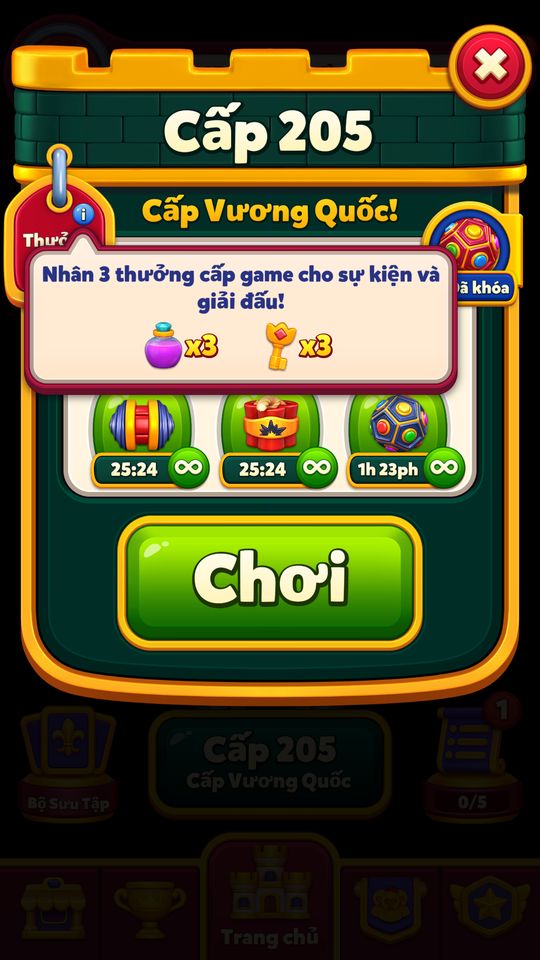 Cấp 205
Cấp Vương Quốc!
Nhân 3 thưởng cấp game cho sự kiện và
giải đấu!
x3
x3
khóa
25:24
25:24
1h 23ph
Chơi
1
Cấp 205
Cấp Vương Quốc
Bộ Sưu Tập
0/5
Trang chủ